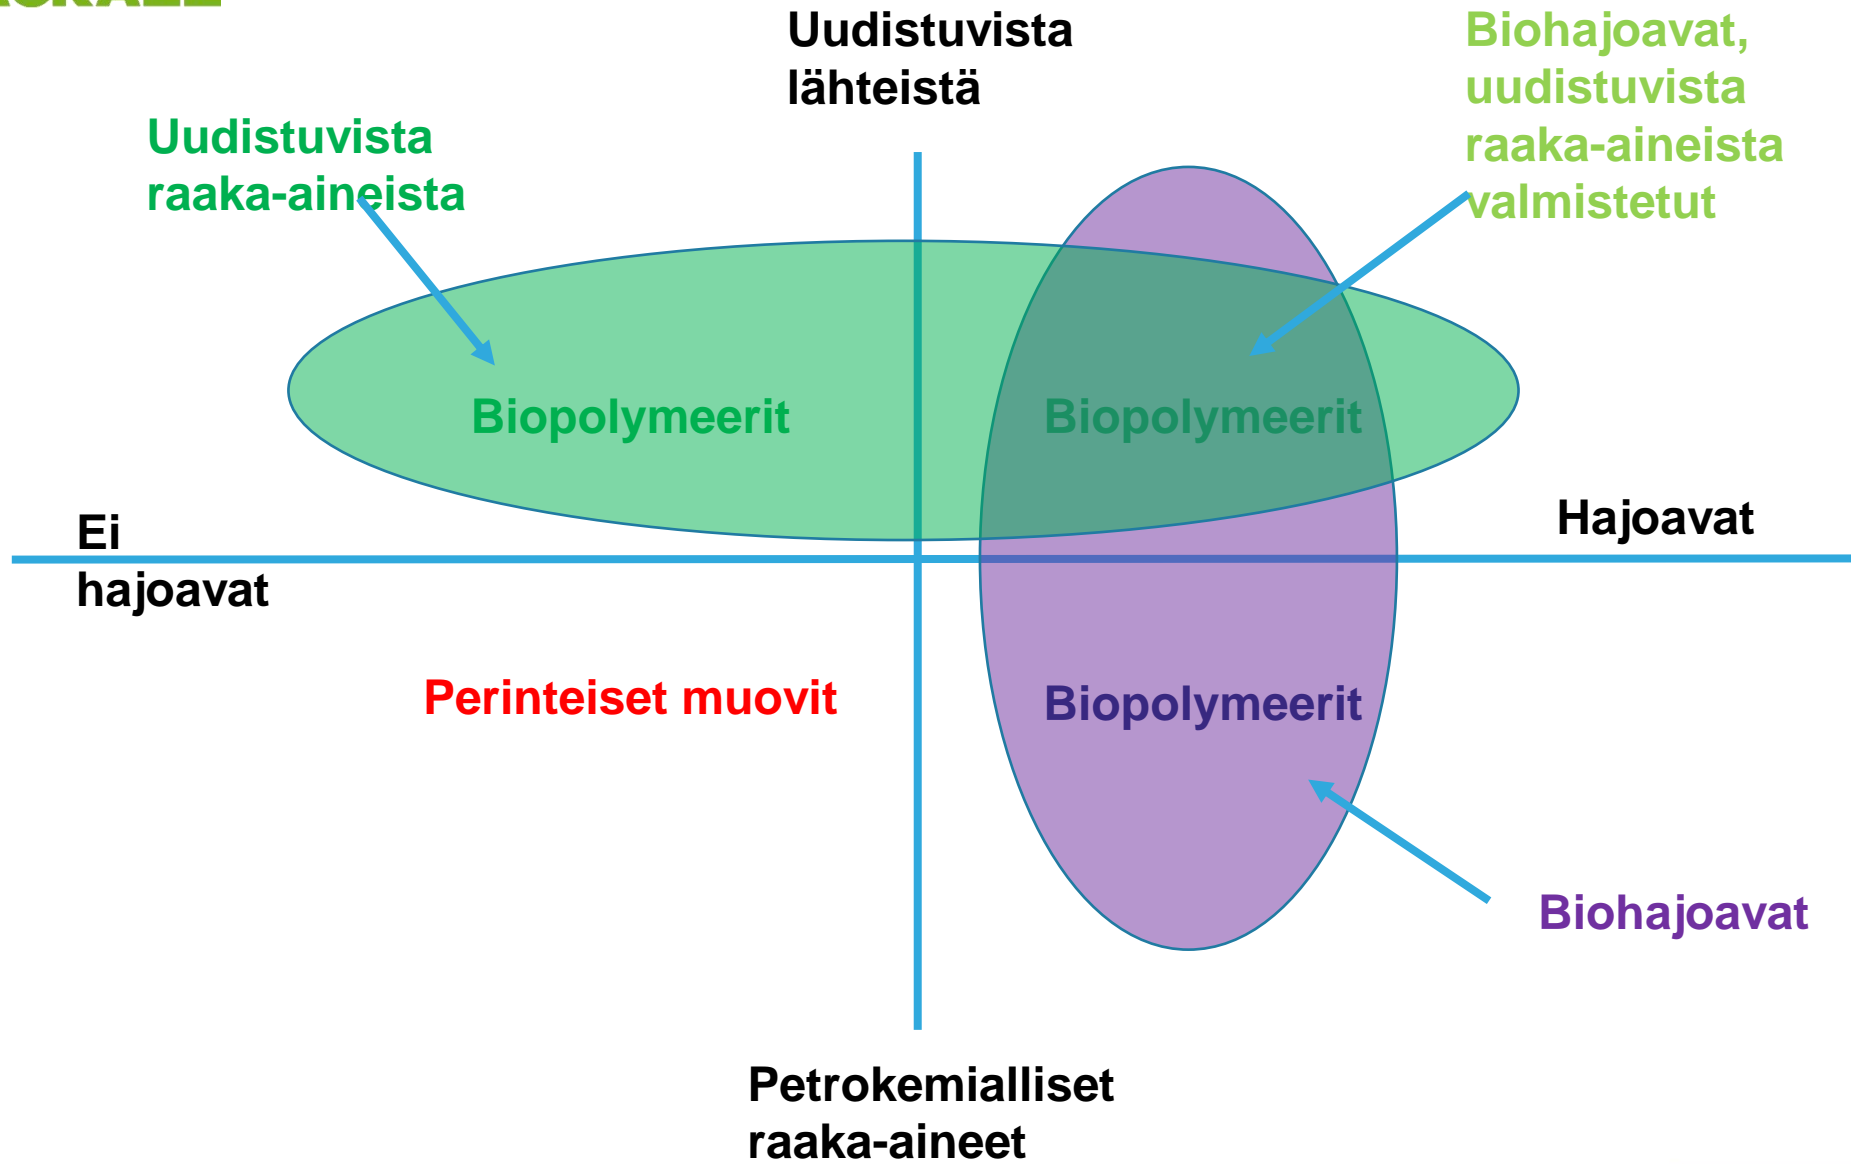 Uudistuvista
lähteistä
Biohajoavat,
uudistuvista
raaka-aineista
valmistetut
Uudistuvista
raaka-aineista
Biopolymeerit
Biopolymeerit
Ei
hajoavat
Hajoavat
Perinteiset muovit
Biopolymeerit
Biohajoavat
Petrokemialliset
raaka-aineet